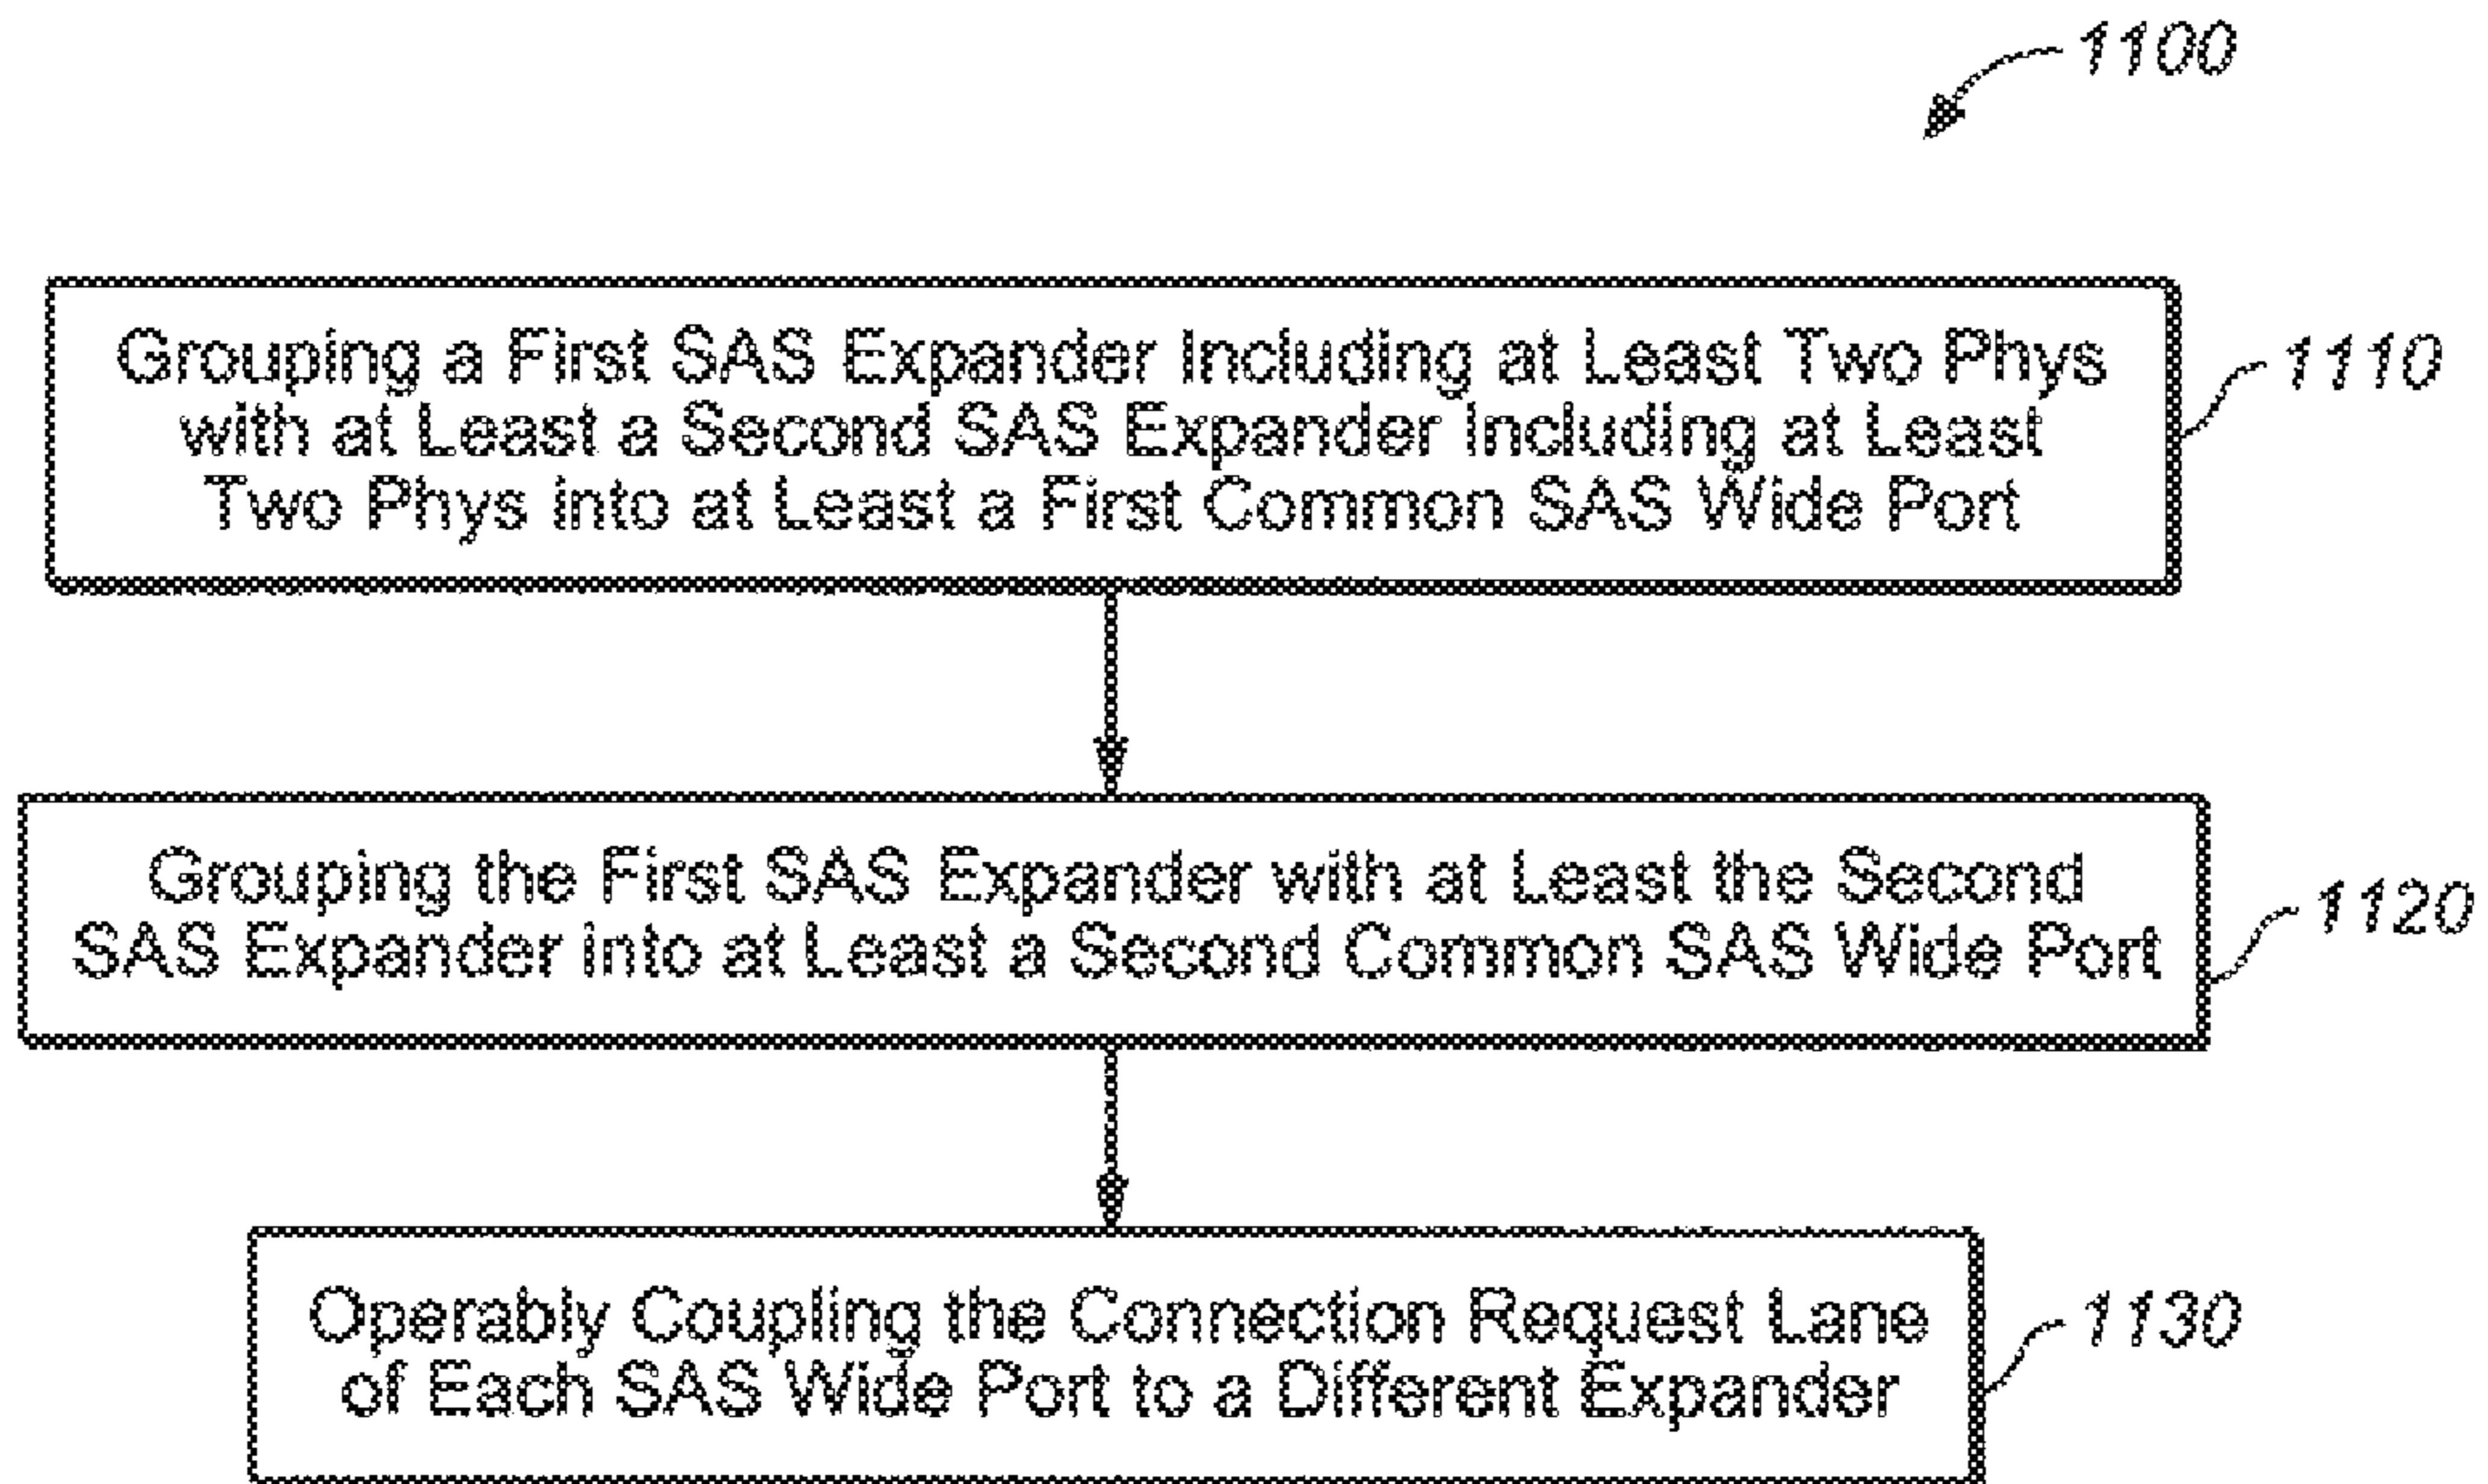 1100
Grouping a First SAS Expander Including at Least Two Phys
with at Least a Second SAS Expander Including at Least
Two Phys into at Least a First Common SAS Wide Port
1110
Grouping the First SAS Expander with at Least the Second
SAS Expander into at Least a Second Common SAS Wide Port
1120
Operably Coupling the Connection Request Lane
of Each SAS Wide Port to a Different Expander
1130